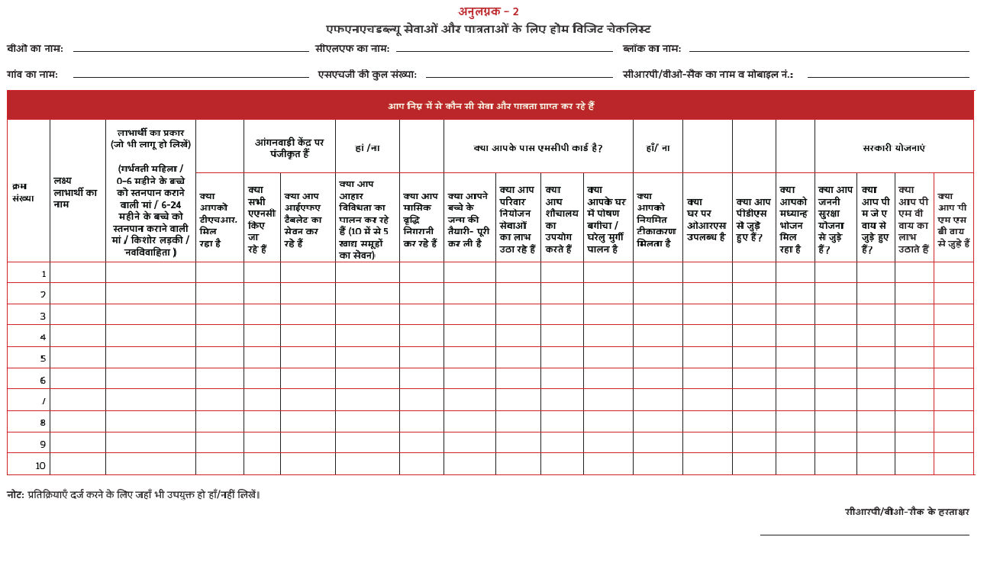 अनुलग्नक – 2
एफएनएचडब्ल्यू सेवाओं और पात्रताओं के लिए होम विजिट चेकलिस्ट
वीओ का नाम: सीएलएफ का नाम: ब्लॉक का नाम:
गांव का नाम: एसएचजी की कुल संख्या: सीआरपी/वीओ-सैक का नाम व मोबाइल नं.:
आप निम्न में से कौन सी सेवा और पात्रता प्राप्त कर रहे हैं
क्रम
संख्या
लक्ष्य
लाभार्थी का
नाम
लाभार्थी का प्रकार
(जो भी लागू हो लिखें)
(गर्भवती महिला /
0-6 महीने के बच्चे
को स्तनपान कराने
वाली मां / 6-24
महीने के बच्चे को
स्तनपान कराने वाली
मां / किशोर लड़की /
नवविवाहिता )
आंगनवाड़ी केंद्र पर
पंजीकृत हैं
हां /ना
क्या आपके पास एमसीपी कार्ड है?
हाँ/ ना
सरकारी योजनाएं
क्या
आपको
टीएचआर.
मिल
रहा है
क्या
सभी
एएनसी
किए
जा
रहे हैं
क्या आप
आईएफए
टैबलेट का
सेवन कर
रहे हैं
क्या आप
आहार
विविधता का
पालन कर रहे
हैं (10 में से 5
खाद्य समूहों
का सेवन)
क्या आप
मासिक
वृद्धि
निगरानी
कर रहे हैं
क्या आपने
बच्चे के
जन्म की
तैयारी- पूरी
कर ली है
क्या आप
परिवार
नियोजन
सेवाओं
का लाभ
उठा रहे हैं
क्या
आप
शौचालय
का
उपयोग
करते हैं
क्या
आपके घर
में पोषण
बगीचा /
घरेलु मुर्गी
पालन है
क्या
आपको
नियमित
टीकाकरण
मिलता है
क्या
घर पर
ओआरएस
उपलब्ध है
क्या आप
पीडीएस
से जुड़े
हुए हैं?
क्या
आपको
मध्यान्ह
भोजन
मिल
रहा है
क्या आप
जननी
सुरक्षा
योजना
से जुड़े
हैं?
क्या
आप पी
म जे ए
वाय से
जुड़े हुए
हैं?
क्या
आप पी
एम वी
वाय का
लाभ
उठाते हैं
क्या
आप पी
एम एस
बी वाय
से जुड़े हैं
1
2
3
4
5
6
7
8
9
10
नोट: प्रतिक्रियाएँ दर्ज करने के लिए जहाँ भी उपयुक्त हो हाँ/नहीं लिखें।
सीआरपी/वीओ-सैक के हस्ताक्षर